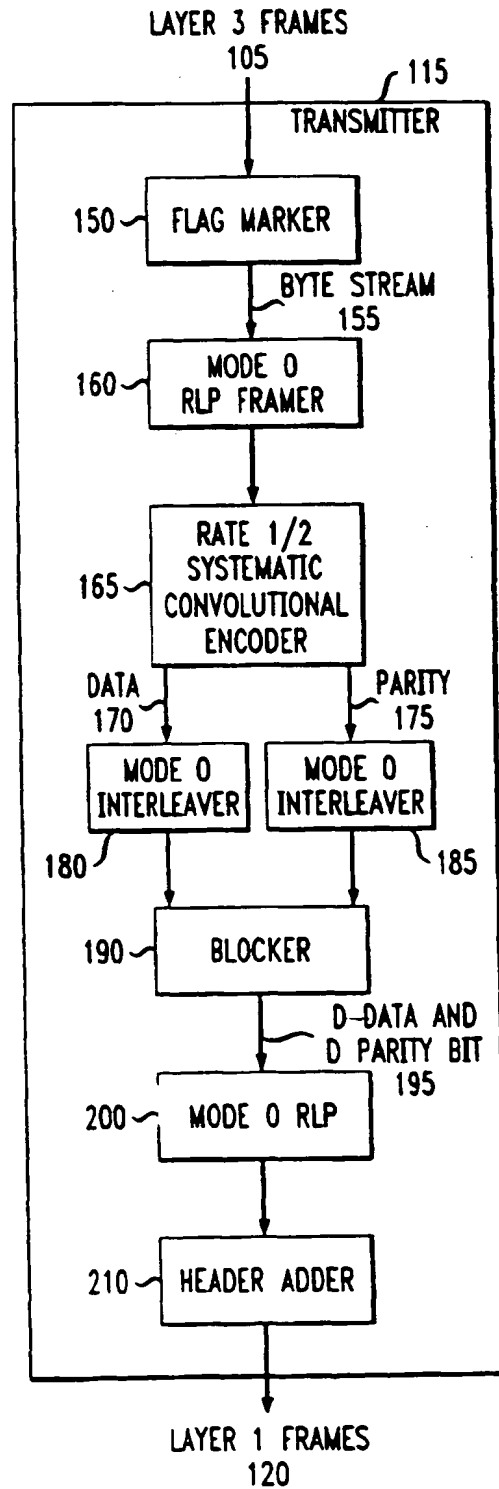 LAYER 3 FRAMES
105
115
TRANSMITTER
150
FLAG MARKER
BYTE STREAM
155
160
MODE 0
RLP FRAMER
165
RATE 1/2
SYSTEMATIC
CONVOLUTIONAL
ENCODER
DATA
170
PARITY
175
MODE 0
INTERLEAVER
MODE 0
INTERLEAVER
180
185
190
BLOCKER
D-DATA AND
D PARITY BIT
195
200
MODE 0 RLP
210
HEADER ADDER
LAYER 1 FRAMES
120